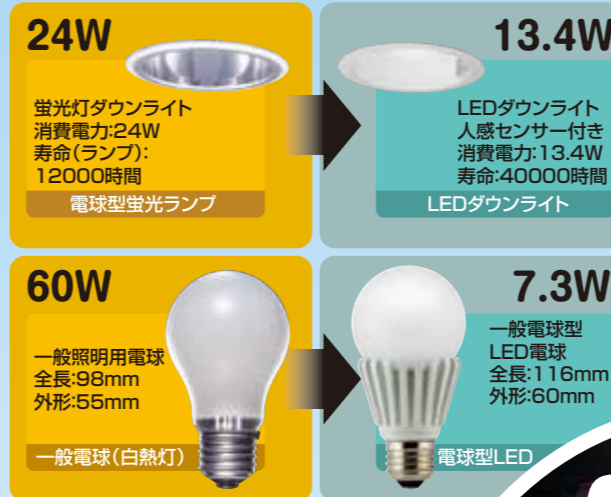 24W
蛍光灯ダウンライト
消費電力:24W
寿命(ランプ):
12000時間
電球型蛍光ランプ
13.4W
LEDダウンライト
人感センサー付き
消費電力:13.4W
寿命:40000時間
LEDダウンライト
60W
一般照明用電球
全長:98mm
外形:55mm
一般電球(白熱灯)
7.3W
一般電球型
LED電球
全長:116mm
外形:60mm
電球型LED